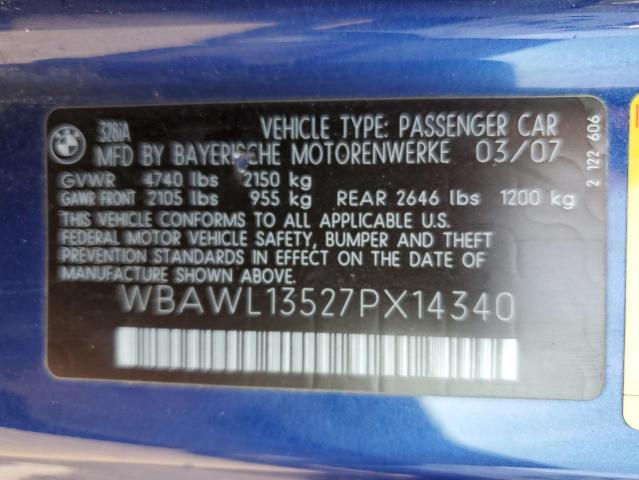 328iA
VEHICLE TYPE: PASSENGER CAR
MFD BY BAYERISCHE MOTORENWERKE 03/07
GVWR 4740 lbs 2150 kg
GAWR FRONT 2105 lbs 955 kg REAR 2646 lbs 1200 kg
THIS VEHICLE CONFORMS TO ALL APPLICABLE U.S.
FEDERAL MOTOR VEHICLE SAFETY, BUMPER AND THEFT
PREVENTION STANDARDS IN EFFECT ON THE DATE OF
MANUFACTURE SHOWN ABOVE.
WBAWL13527PX14340
2 122 606